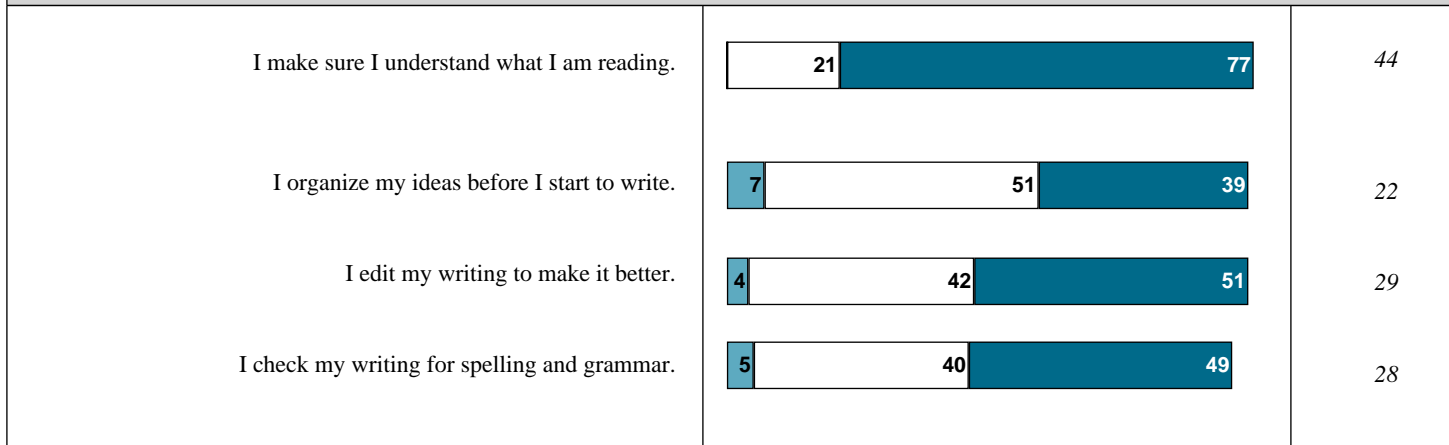 I make sure I understand what I am reading. 21 77 44
I organize my ideas before I start to write. 7 51 39 22
I edit my writing to make it better. 4 42 51 29
I check my writing for spelling and grammar. 5 40 49 28